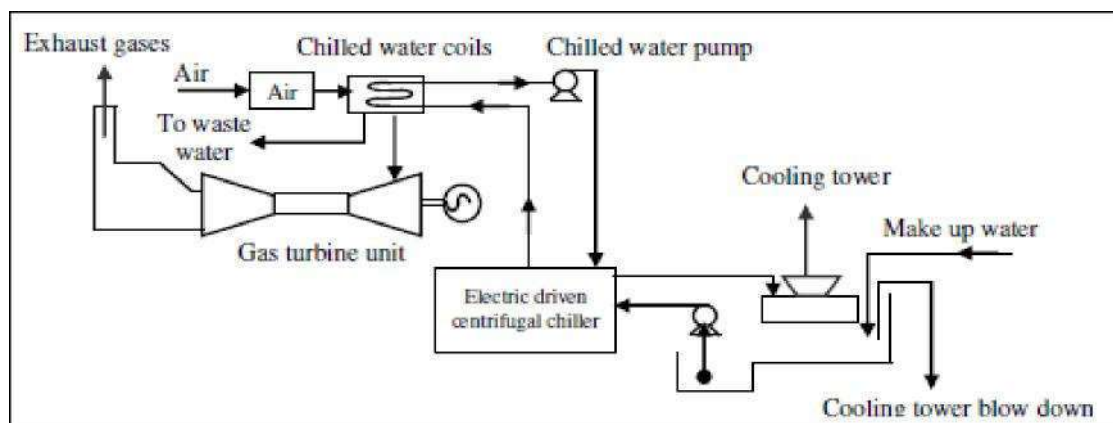 Exhaust gases
Chilled water coils
Chilled water pump
Air
Air
To waste
water
Cooling tower
Make up water
Gas turbine unit
Electric driven
centrifugal chiller
Cooling tower blow down